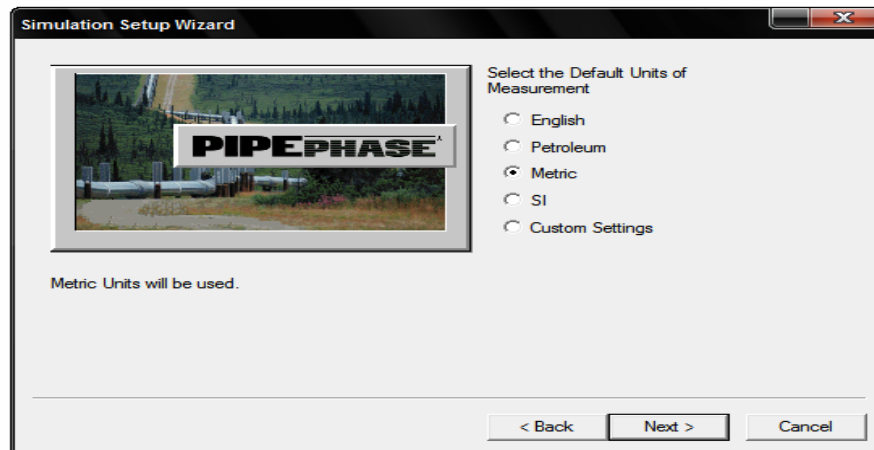 Simulation Setup Wizard
PIPEPHASE
Select the Default Units of
Measurement
English
Petroleum
Metric
SI
Custom Settings
Metric Units will be used.
< Back
Next >
Cancel